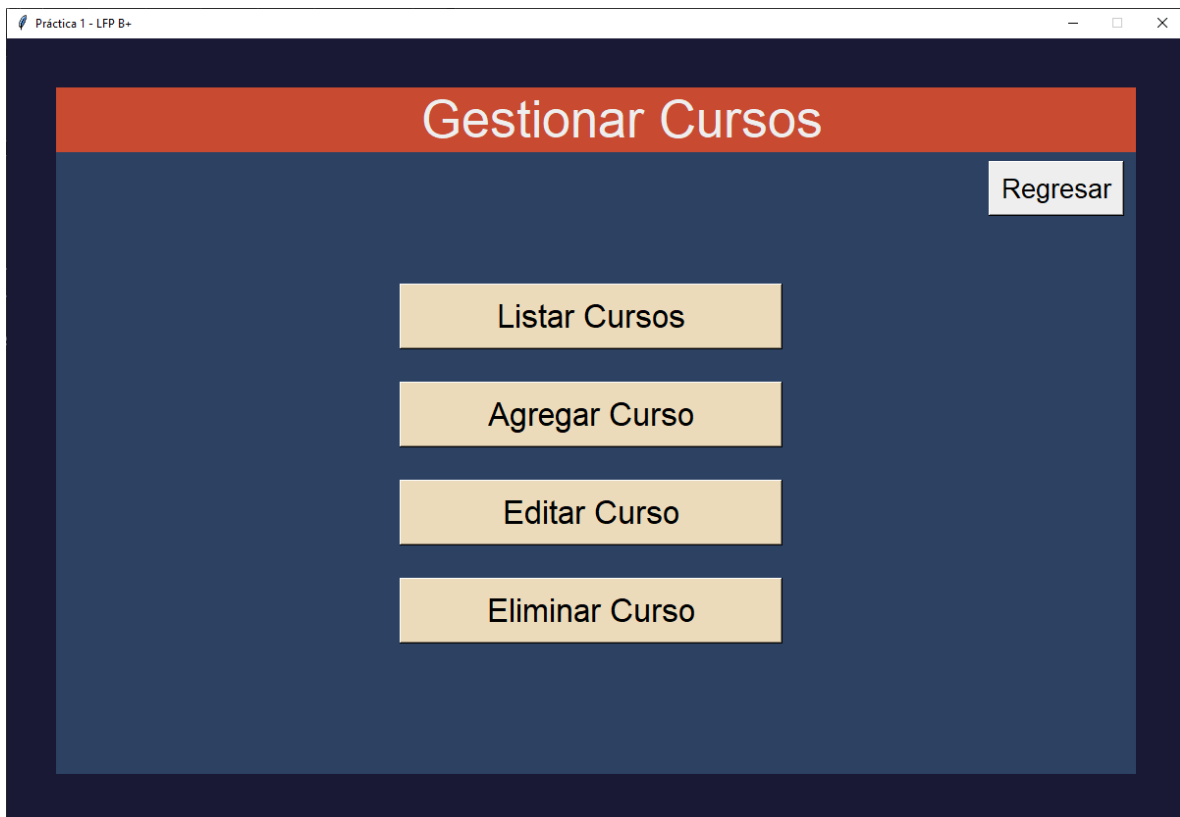 Práctica 1 - LFP B+
Gestionar Cursos
Regresar
Listar Cursos
Agregar Curso
Editar Curso
Eliminar Curso